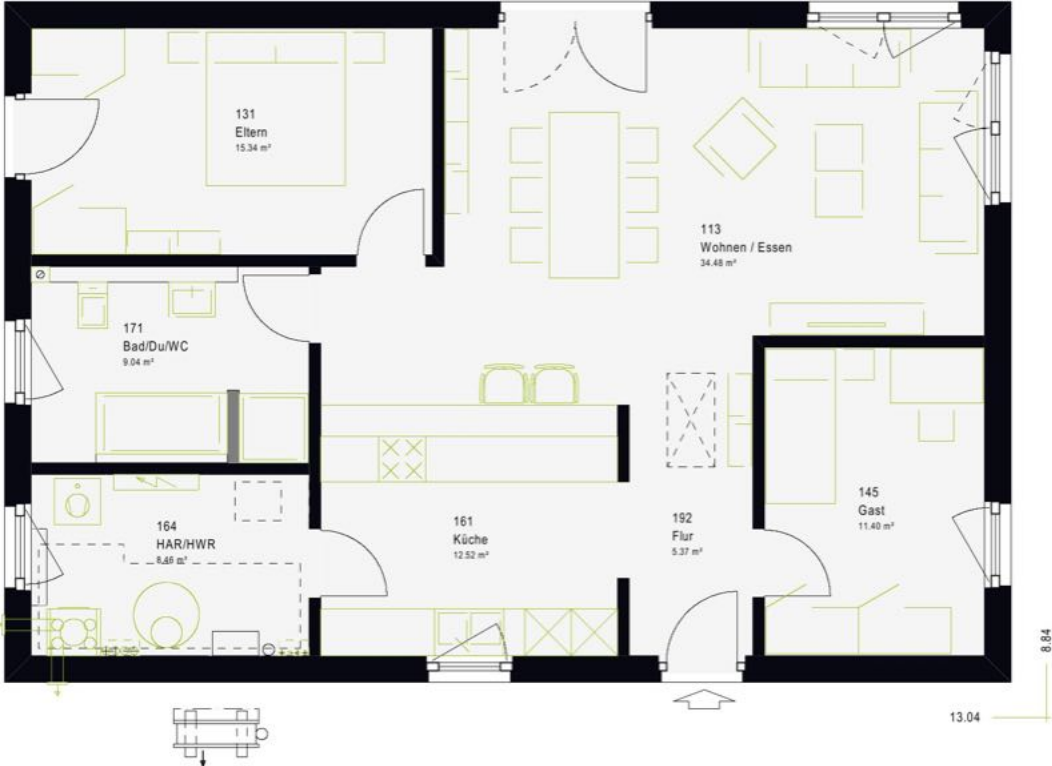 131
Eltern
15.34 m²
113
Wohnen / Essen
34.48 m²
171
Bad/Du/WC
9.04 m²
145
Gast
11.40 m²
164
HAR/HWR
8.46 m²
161
Küche
12.52 m²
192
Flur
5.37 m²
8.84
13.04